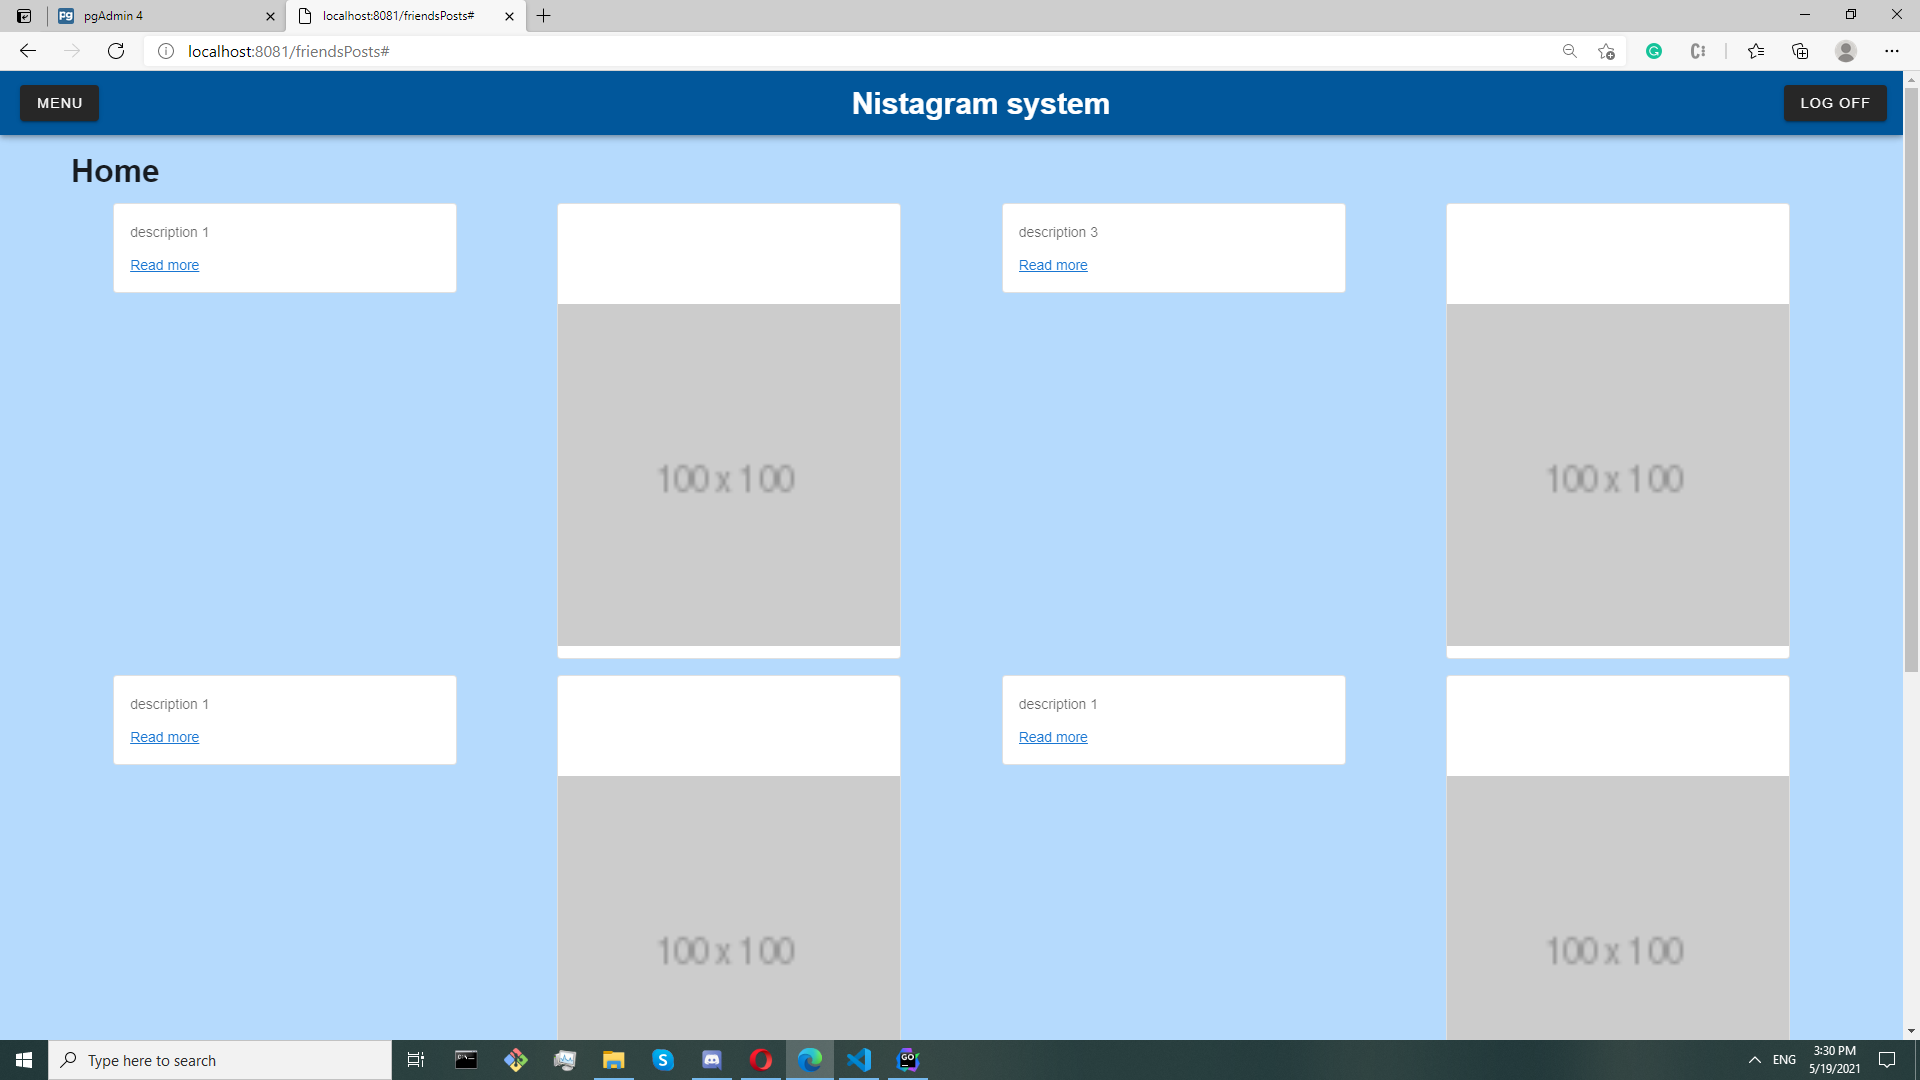 pgAdmin 4
localhost:8081/friendsPosts#
localhost:8081/friendsPosts#
MENU
Nistagram system
LOG OFF
Home
description 1
Read more
description 3
Read more
100 x 100
100 x 100
description 1
Read more
description 1
Read more
100 x 100
100 x 100
Type here to search
ENG
3:30 PM
5/19/2021